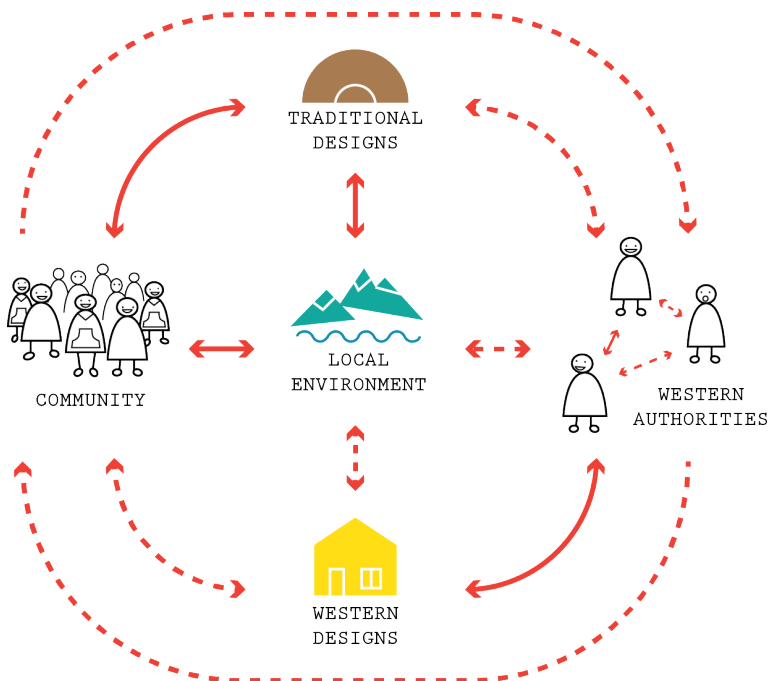 TRADITIONAL
DESIGNS
LOCAL
ENVIRONMENT
COMMUNITY
WESTERN
AUTHORITIES
WESTERN
DESIGNS